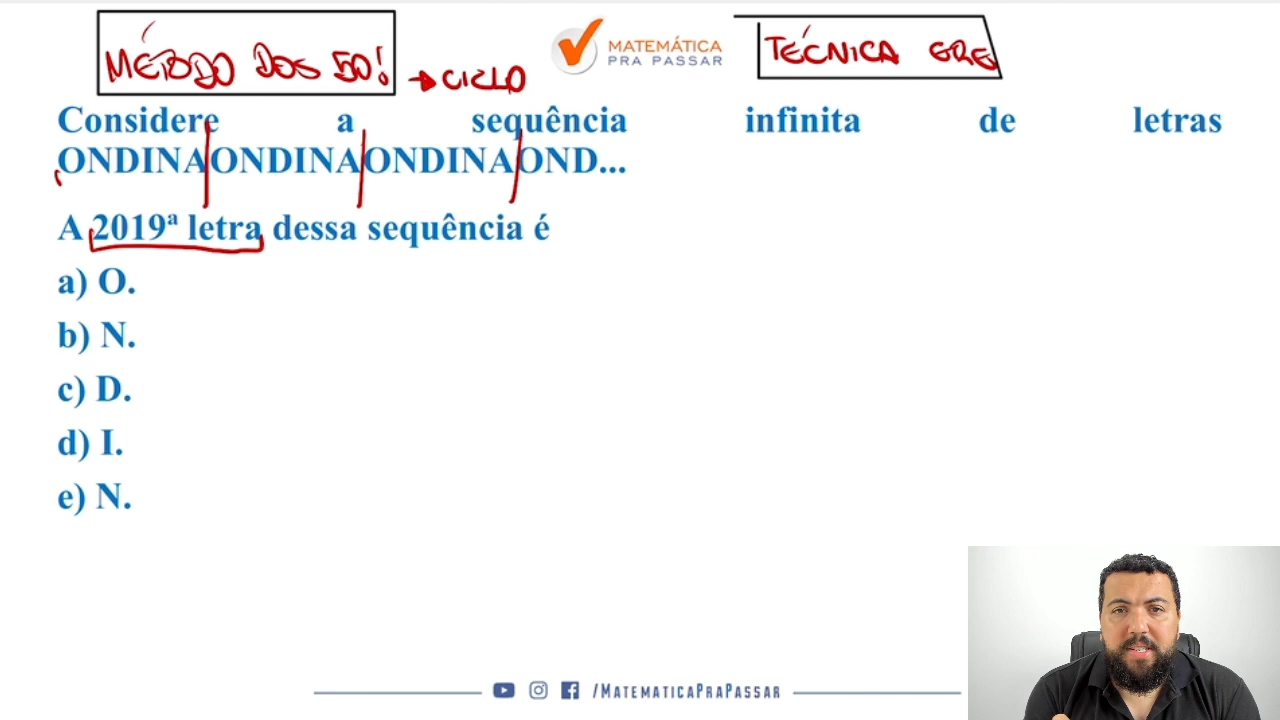 MÉTODO DOS 50!
→ CICLO
MATEMÁTICA
PRA PASSAR
TÉCNICA
Considere a sequência infinita de letras
ONDINAONDINAONDINAOND...
A 2019ª letra dessa sequência é
a) O.
b) N.
c) D.
d) I.
e) N.
/MATEMATICAPRAPASSAR